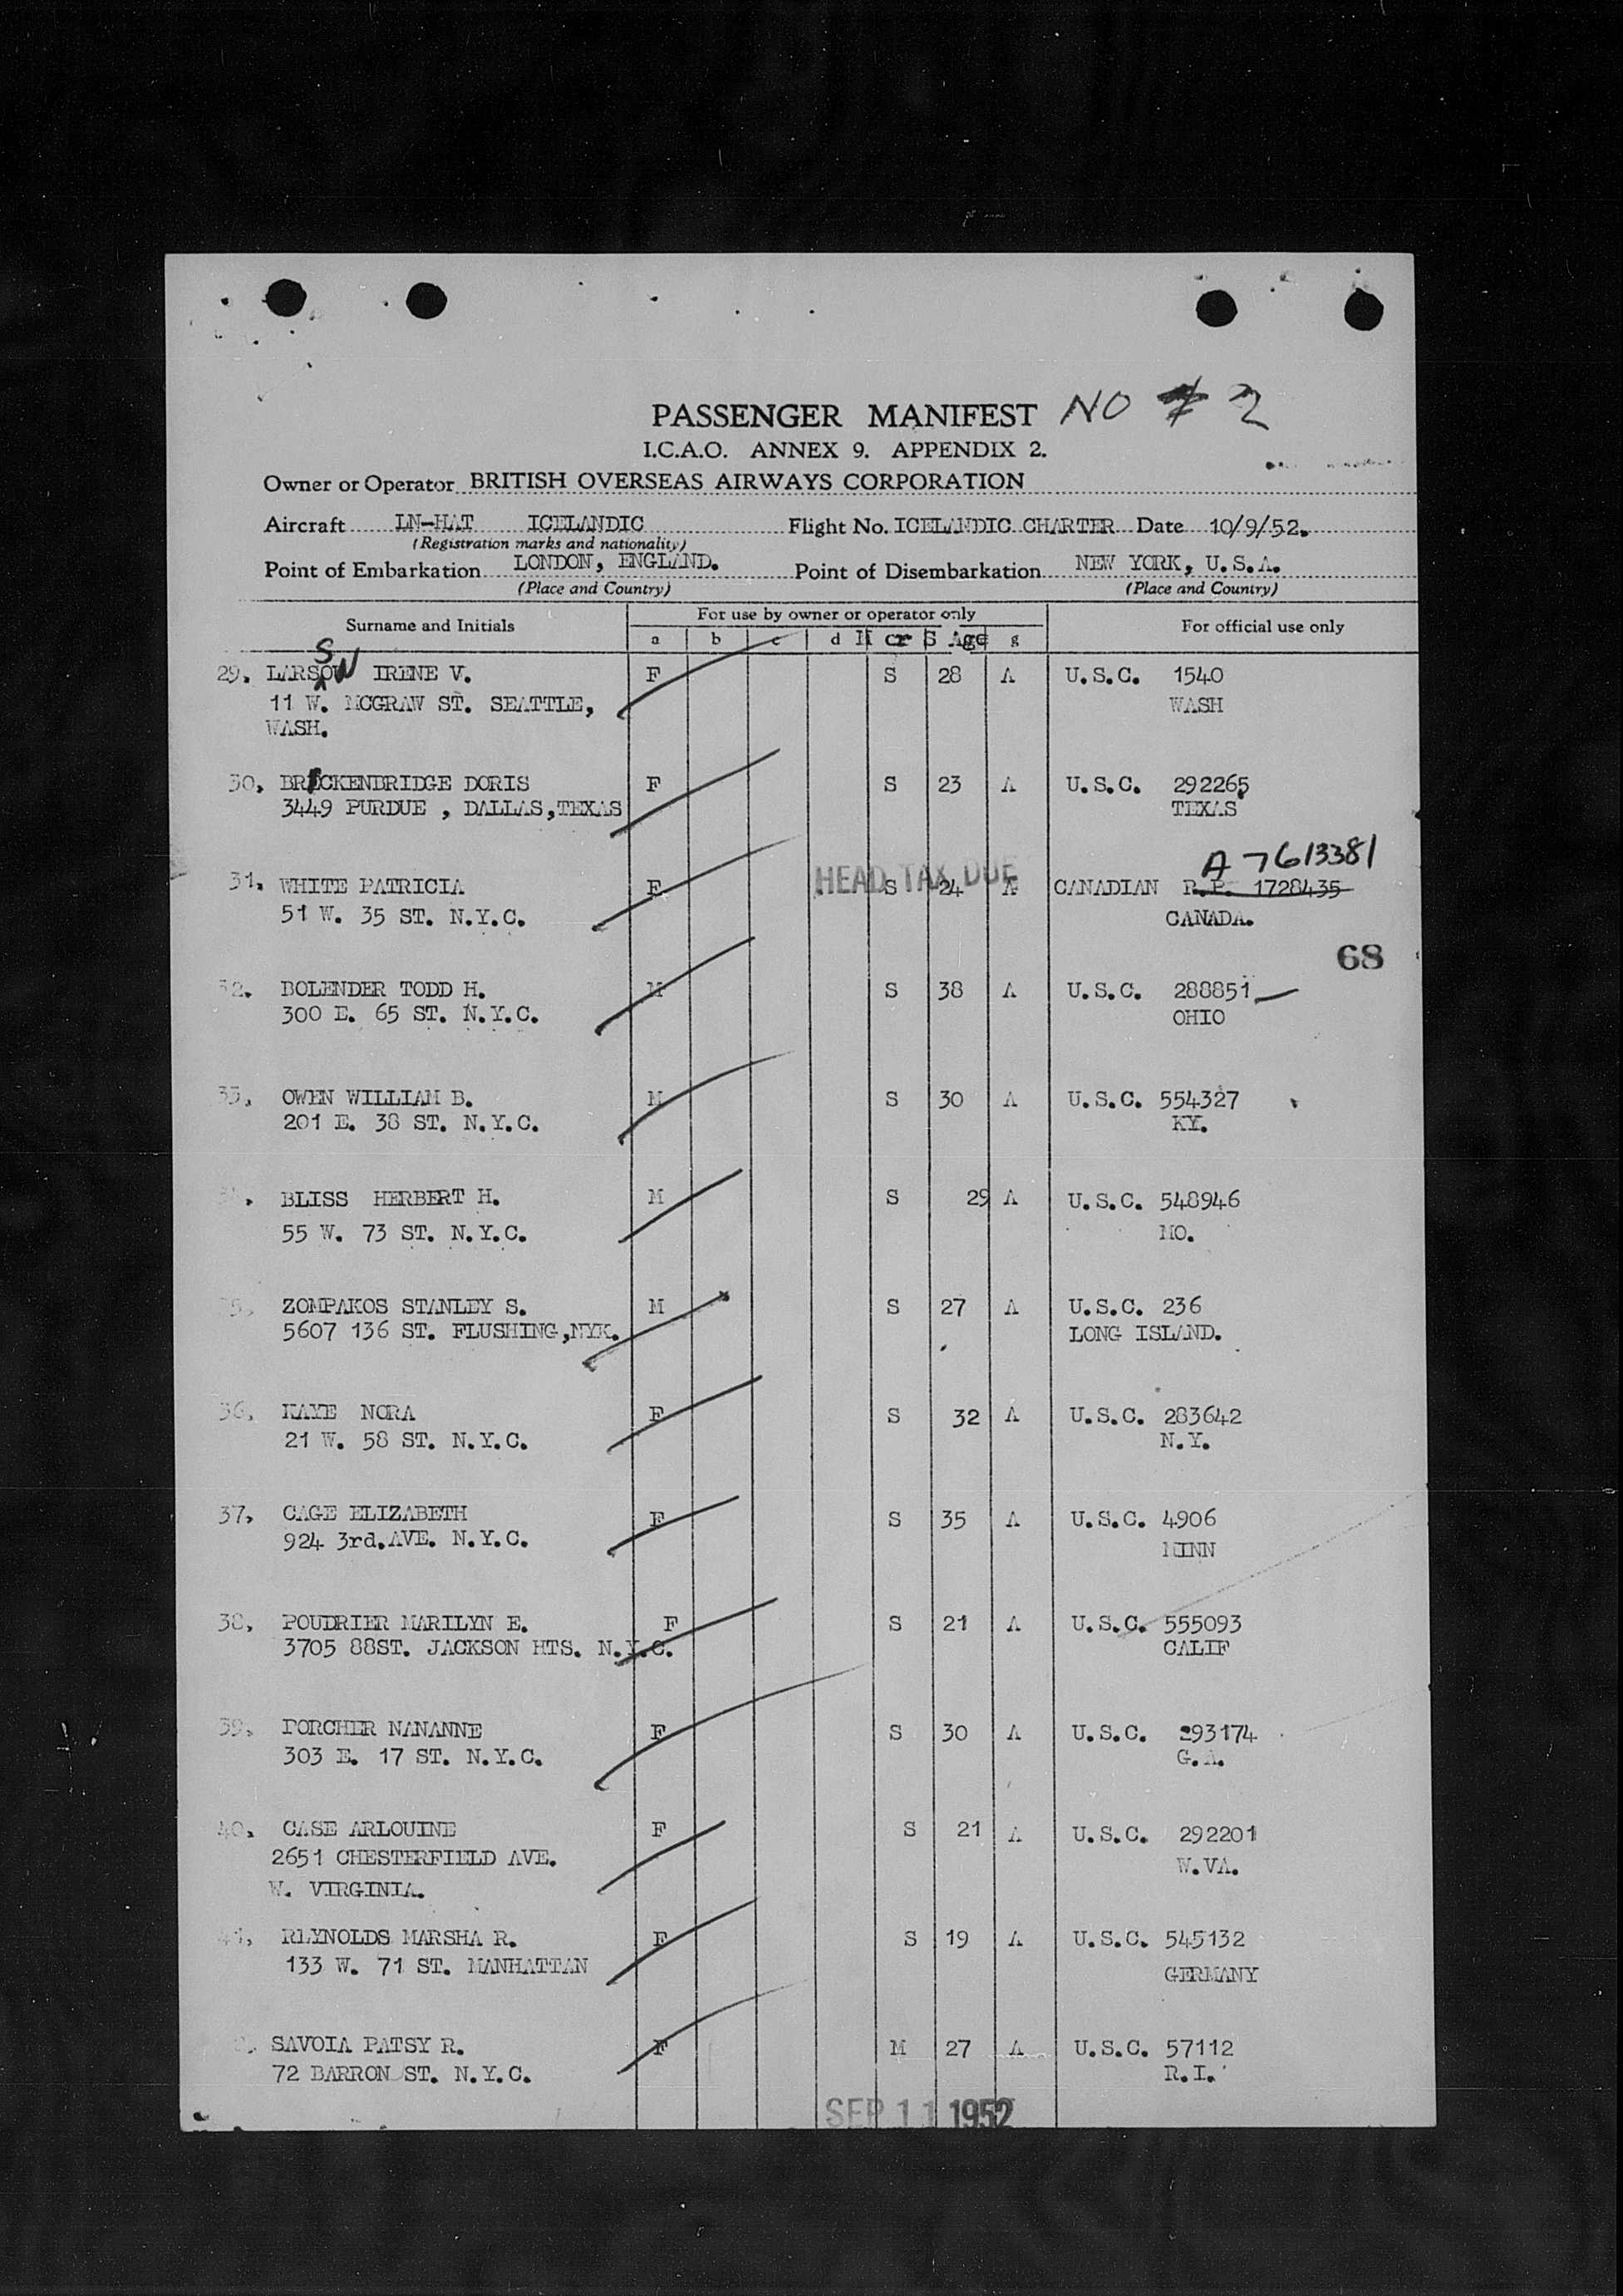 PASSENGER MANIFEST NO 2
I.C.A.O. ANNEX 9. APPENDIX 2.
Owner or Operator BRITISH OVERSEAS AIRWAYS CORPORATION
Aircraft LN-HAT ICELANDIC Flight No. ICELANDIC CHARTER Date 10/9/52.
(Registration marks and nationality)
Point of Embarkation LONDON, ENGLAND. Point of Disembarkation NEW YORK, U.S.A.
(Place and Country) (Place and Country)
Surname and Initials For use by owner or operator only For official use only
a b c d M or S Age g
29. LARSON IRENE V. F S 28 A U.S.C. 1540
11 W. MCGRAW ST. SEATTLE, WASH
WASH.
30. BRECKENBRIDGE DORIS F S 23 A U.S.C. 292265
3449 PURDUE , DALLAS,TEXAS TEXAS
A 7613381
HEAD TAX DUE
31. WHITE PATRICIA F S 24 A CANADIAN R.P. 1728435
51 W. 35 ST. N.Y.C. CANADA.
68
32. BOLENDER TODD H. M S 38 A U.S.C. 288851
300 E. 65 ST. N.Y.C. OHIO
33. OWEN WILLIAM B. M S 30 A U.S.C. 554327
201 E. 38 ST. N.Y.C. KY.
34. BLISS HERBERT H. M S 29 A U.S.C. 548946
55 W. 73 ST. N.Y.C. MO.
35. ZOMPAKOS STANLEY S. M S 27 A U.S.C. 236
5607 136 ST. FLUSHING,NYK. LONG ISLAND.
36. KAYE NORA F S 32 A U.S.C. 283642
21 W. 58 ST. N.Y.C. N.Y.
37. CAGE ELIZABETH F S 35 A U.S.C. 4906
924 3rd.AVE. N.Y.C. MINN
38. POUDRIER MARILYN E. F S 21 A U.S.C. 555093
3705 88ST. JACKSON HTS. N.Y.C. CALIF
39. PORCHER NANANNE F S 30 A U.S.C. 293174
303 E. 17 ST. N.Y.C. G.A.
40. CASE ARLOUINE F S 21 A U.S.C. 292201
2651 CHESTERFIELD AVE. W.VA.
W. VIRGINIA.
41. REYNOLDS MARSHA R. F S 19 A U.S.C. 545132
133 W. 71 ST. MANHATTAN GERMANY
SAVOIA PATSY R. F M 27 A U.S.C. 57112
72 BARRON ST. N.Y.C. R.I.
SEP 11 1952